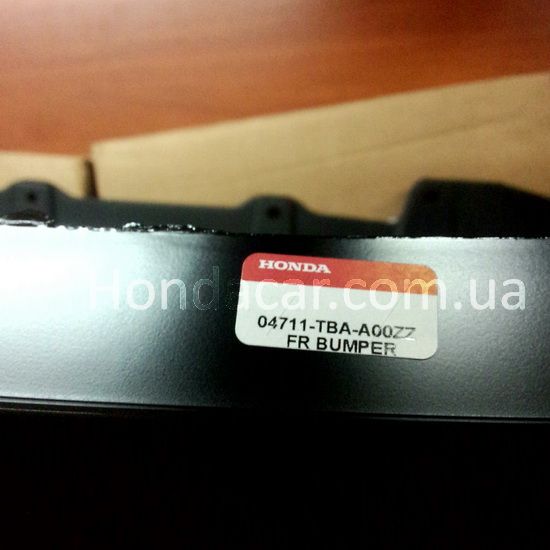 HONDA
Hondacar.com.ua
04711-TBA-A00ZZ
FR BUMPER